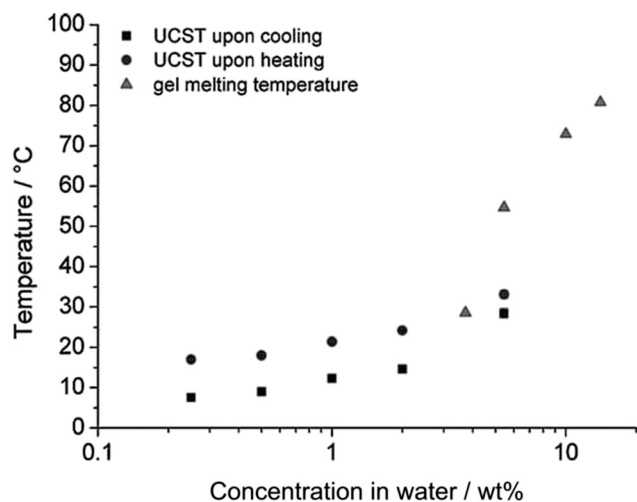 100
90
80
70
60
50
40
30
20
10
0
Temperature / °C
UCST upon cooling
UCST upon heating
gel melting temperature
0.1
1
10
Concentration in water / wt%